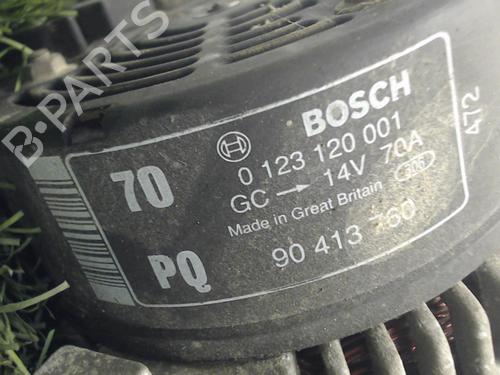 B-PARTS
BOSCH
0 123 120 001
GC → 14V 70A
Made in Great Britain
306
90 413 760
70
PQ
472